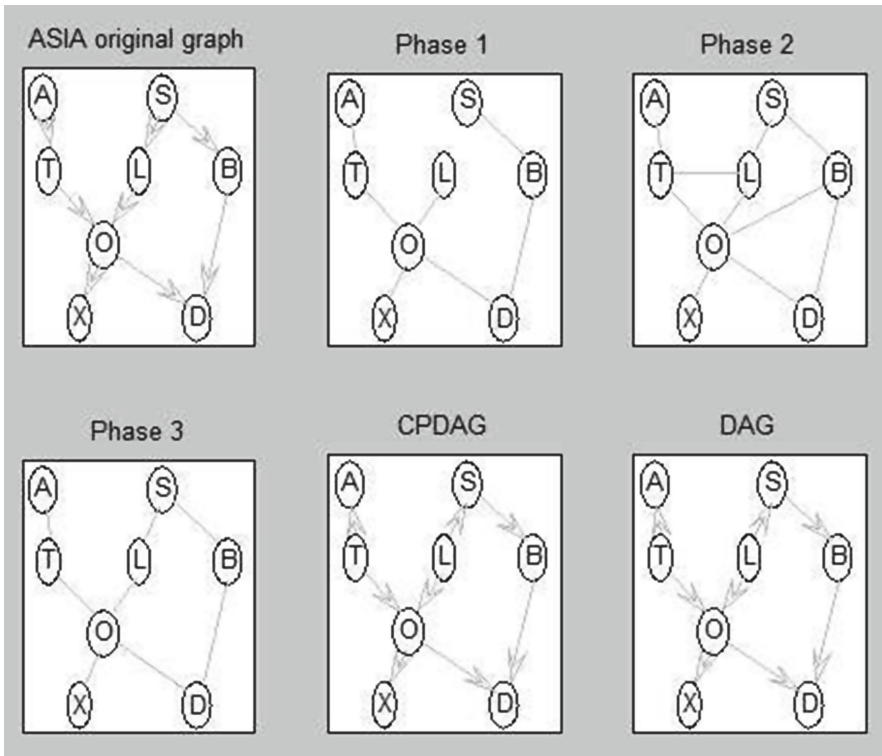 ASIA original graph
Phase 1
Phase 2
A S
T L B
O
X D
A S
T L B
O
X D
A S
T L B
O
X D
Phase 3
CPDAG
DAG
A S
T L B
O
X D
A S
T L B
O
X D
A S
T L B
O
X D